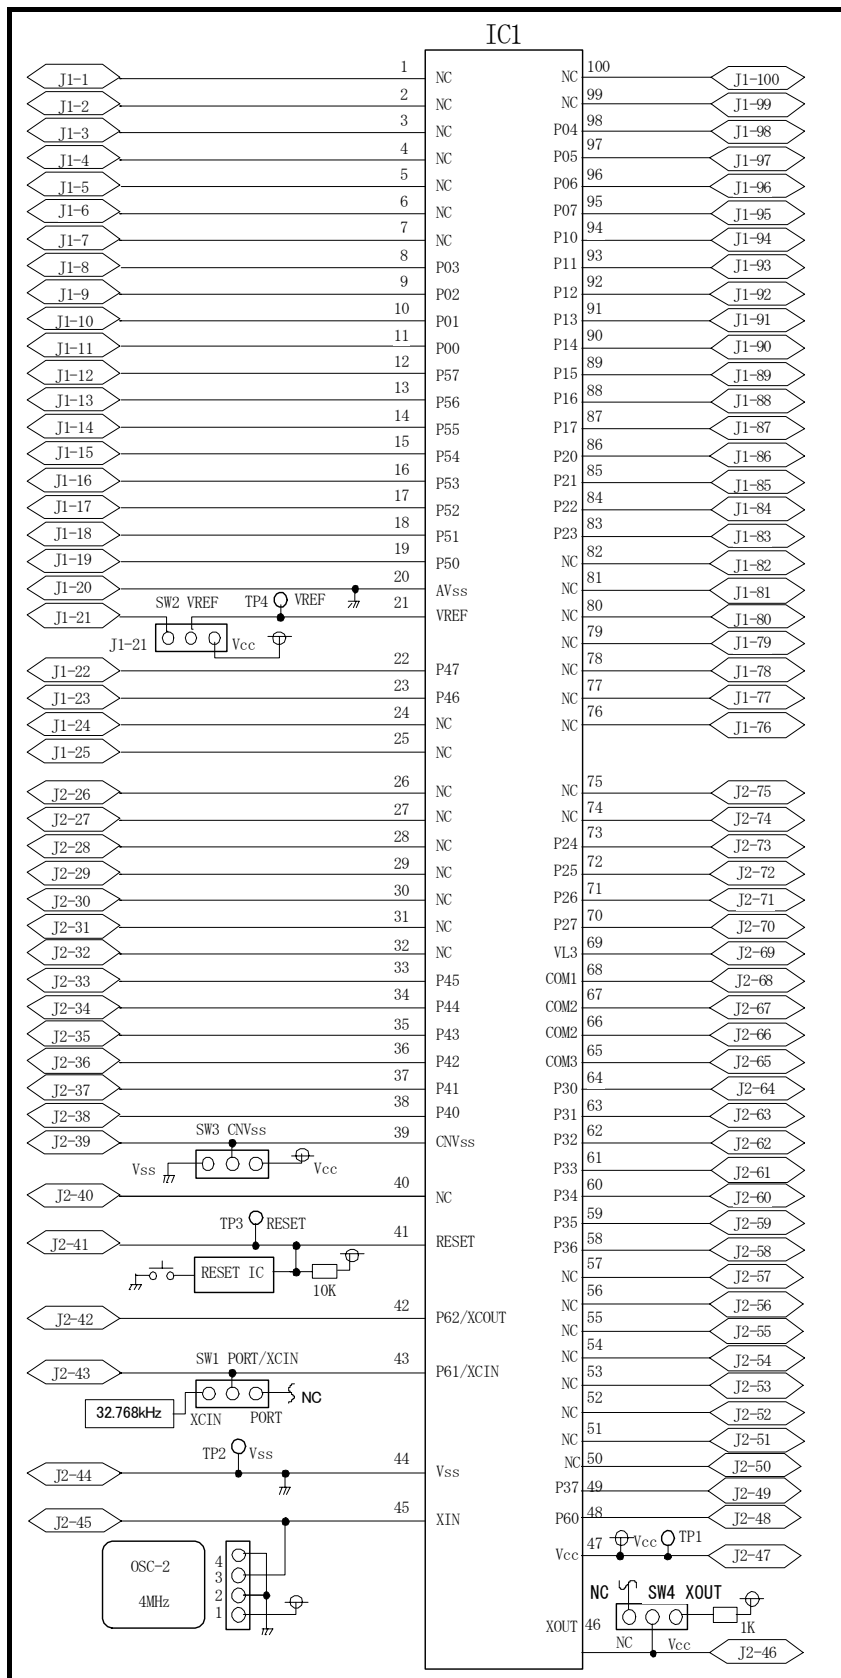 IC1
J1-1 1 NC NC 100 J1-100
J1-2 2 NC NC 99 J1-99
J1-3 3 NC P04 98 J1-98
J1-4 4 NC P05 97 J1-97
J1-5 5 NC P06 96 J1-96
J1-6 6 NC P07 95 J1-95
J1-7 7 NC P10 94 J1-94
J1-8 8 P03 P11 93 J1-93
J1-9 9 P02 P12 92 J1-92
J1-10 10 P01 P13 91 J1-91
J1-11 11 P00 P14 90 J1-90
J1-12 12 P57 P15 89 J1-89
J1-13 13 P56 P16 88 J1-88
J1-14 14 P55 P17 87 J1-87
J1-15 15 P54 P20 86 J1-86
J1-16 16 P53 P21 85 J1-85
J1-17 17 P52 P22 84 J1-84
J1-18 18 P51 P23 83 J1-83
J1-19 19 P50 NC 82 J1-82
J1-20 20 AVss NC 81 J1-81
J1-21 SW2 VREF TP4 VREF 21 VREF NC 80 J1-80
J1-21 Vcc NC 79 J1-79
J1-22 22 P47 NC 78 J1-78
J1-23 23 P46 NC 77 J1-77
J1-24 24 NC NC 76 J1-76
J1-25 25 NC
J2-26 26 NC NC 75 J2-75
J2-27 27 NC NC 74 J2-74
J2-28 28 NC P24 73 J2-73
J2-29 29 NC P25 72 J2-72
J2-30 30 NC P26 71 J2-71
J2-31 31 NC P27 70 J2-70
J2-32 32 NC VL3 69 J2-69
J2-33 33 P45 COM1 68 J2-68
J2-34 34 P44 COM2 67 J2-67
J2-35 35 P43 COM2 66 J2-66
J2-36 36 P42 COM3 65 J2-65
J2-37 37 P41 P30 64 J2-64
J2-38 38 P40 P31 63 J2-63
J2-39 SW3 CNVss 39 CNVss P32 62 J2-62
Vss Vcc P33 61 J2-61
J2-40 40 NC P34 60 J2-60
TP3 RESET P35 59 J2-59
J2-41 41 RESET P36 58 J2-58
RESET IC 10K NC 57 J2-57
NC 56 J2-56
J2-42 42 P62/XCOUT NC 55 J2-55
SW1 PORT/XCIN NC 54 J2-54
J2-43 43 P61/XCIN NC 53 J2-53
32.768kHz XCIN PORT NC NC 52 J2-52
NC 51 J2-51
TP2 Vss NC 50 J2-50
J2-44 44 Vss P37 49 J2-49
J2-45 45 XIN P60 48 J2-48
Vcc 47 Vcc TP1 J2-47
OSC-2
4MHz
4
3
2
1
NC SW4 XOUT
XOUT 46 1K
NC Vcc J2-46